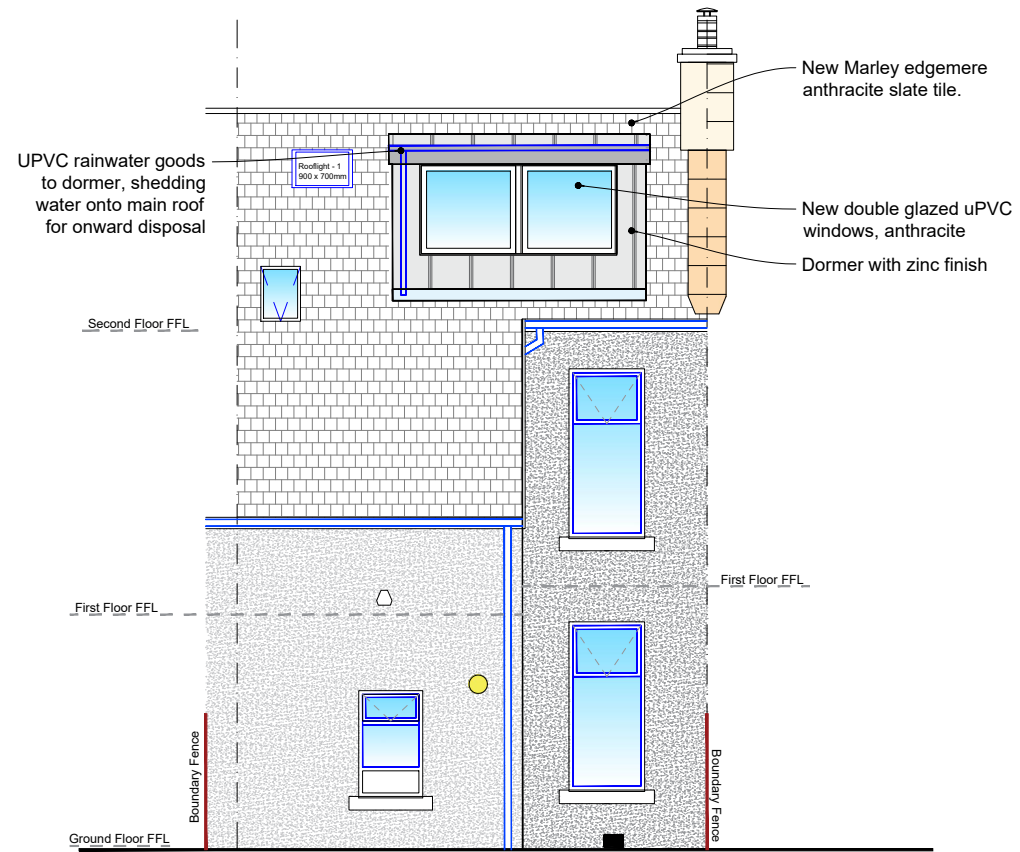 New Marley edgemere
anthracite slate tile.
UPVC rainwater goods
to dormer, shedding
water onto main roof
for onward disposal
Rooflight - 1
900 x 700mm
New double glazed uPVC
windows, anthracite
Dormer with zinc finish
Second Floor FFL
First Floor FFL
First Floor FFL
Boundary Fence
Boundary Fence
Ground Floor FFL